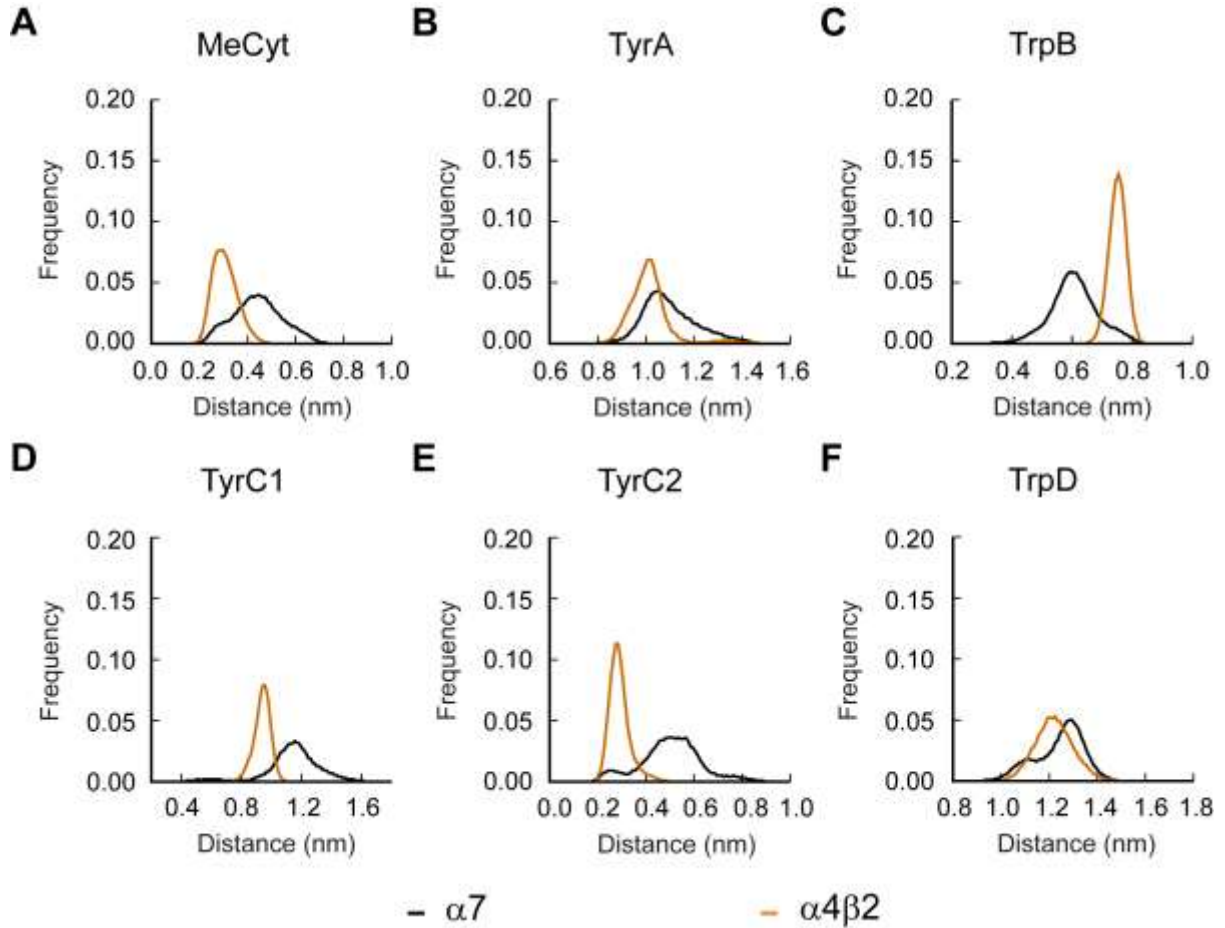 A
MeCyt
0.20
0.15
0.10
0.05
0.00
Frequency
0.0 0.2 0.4 0.6 0.8 1.0
Distance (nm)
B
TyrA
0.20
0.15
0.10
0.05
0.00
Frequency
0.6 0.8 1.0 1.2 1.4 1.6
Distance (nm)
C
TrpB
0.20
0.15
0.10
0.05
0.00
Frequency
0.2 0.4 0.6 0.8 1.0
Distance (nm)
D
TyrC1
0.20
0.15
0.10
0.05
0.00
Frequency
0.4 0.8 1.2 1.6
Distance (nm)
E
TyrC2
0.20
0.15
0.10
0.05
0.00
Frequency
0.0 0.2 0.4 0.6 0.8 1.0
Distance (nm)
F
TrpD
0.20
0.15
0.10
0.05
0.00
Frequency
0.8 1.0 1.2 1.4 1.6 1.8
Distance (nm)
α7
α4β2